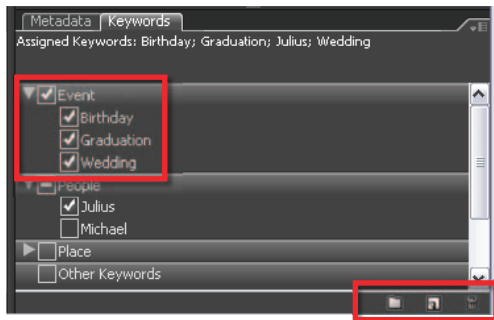 Metadata Keywords
Assigned Keywords: Birthday; Graduation; Julius; Wedding
Event
Birthday
Graduation
Wedding
People
Julius
Michael
Place
Other Keywords